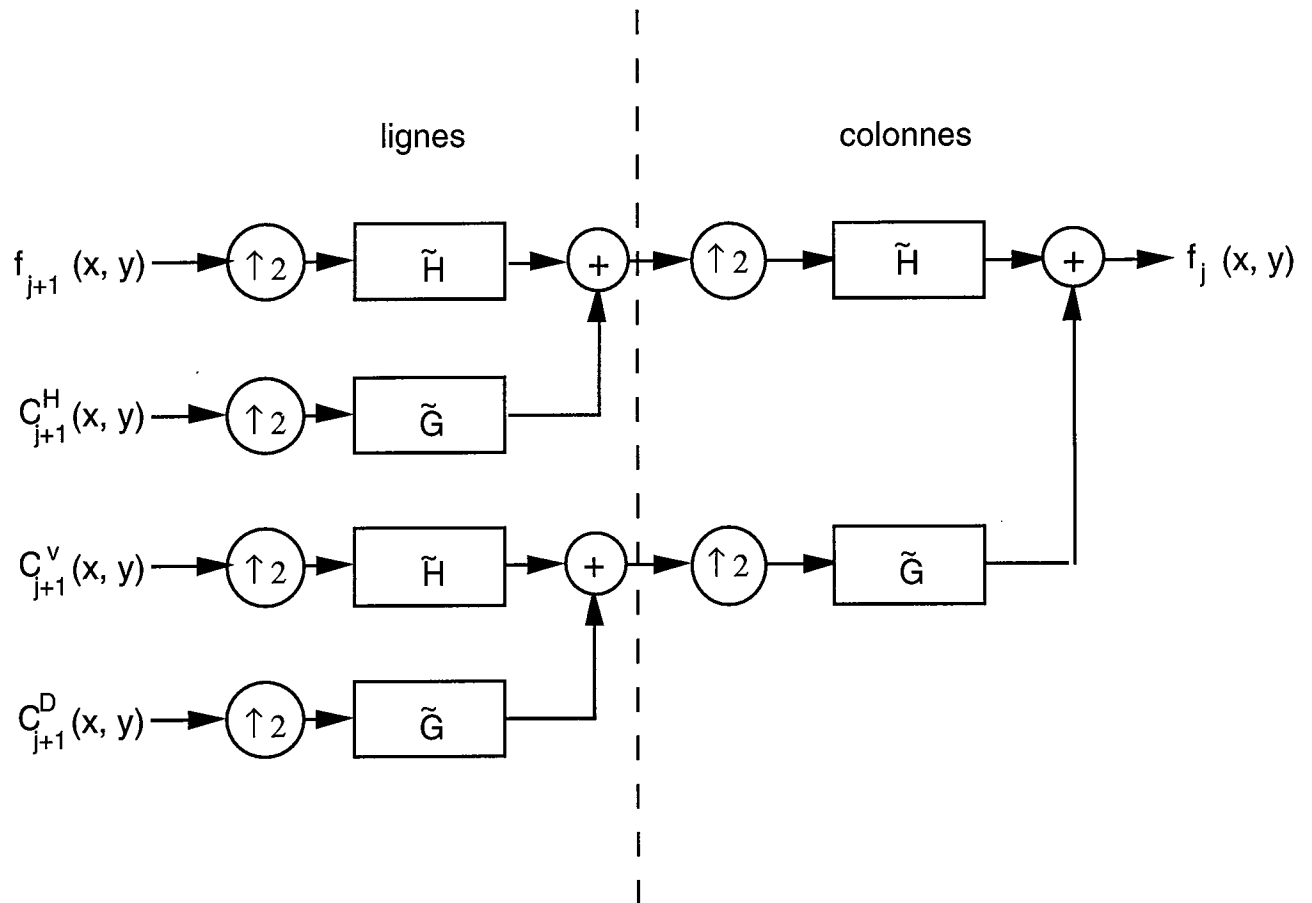 lignes colonnes
f_{j+1} (x, y) ↑2 H̃ + ↑2 H̃ + f_j (x, y)
C^H_{j+1} (x, y) ↑2 G̃
C^v_{j+1} (x, y) ↑2 H̃ + ↑2 G̃
C^D_{j+1} (x, y) ↑2 G̃